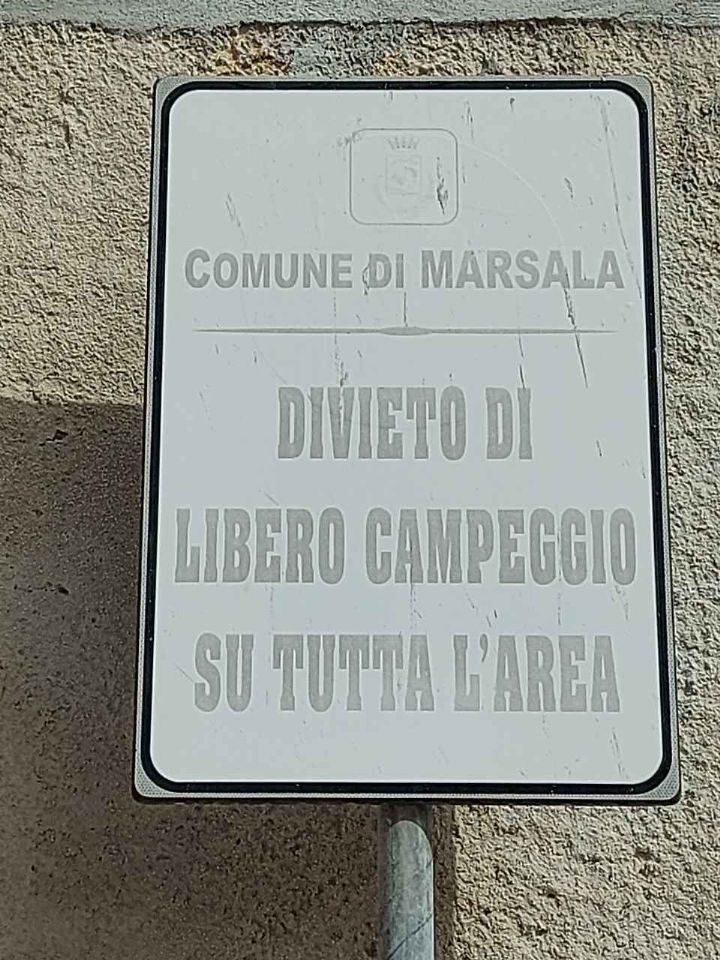 COMUNE DI MARSALA
DIVIETO DI
LIBERO CAMPEGGIO
SU TUTTA L'AREA